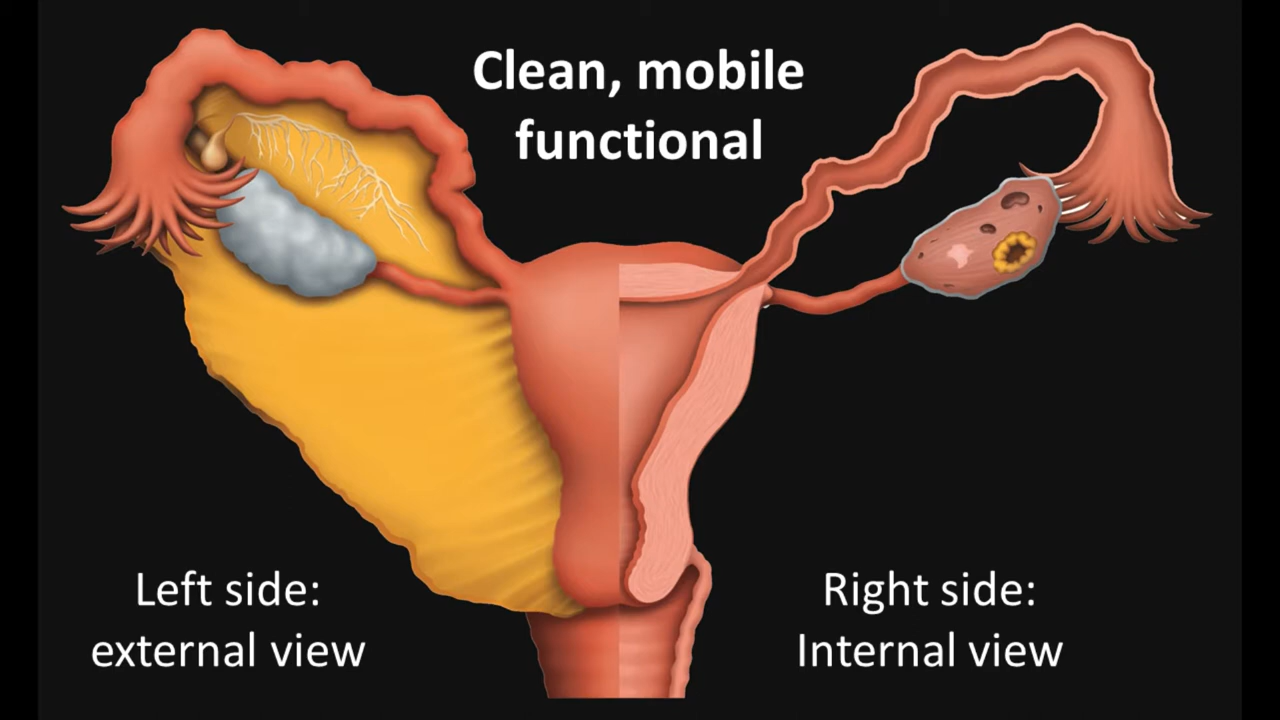 Clean, mobile
functional
Left side:
external view
Right side:
Internal view